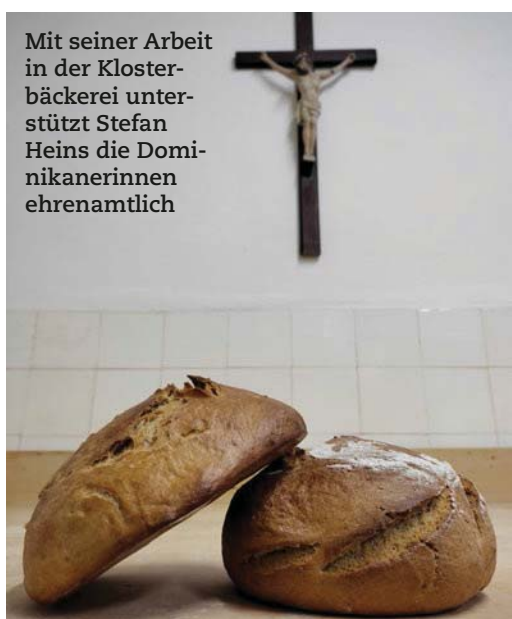 Mit seiner Arbeit
in der Kloster-
bäckerei unter-
stützt Stefan
Heins die Domi-
nikanerinnen
ehrenamtlich